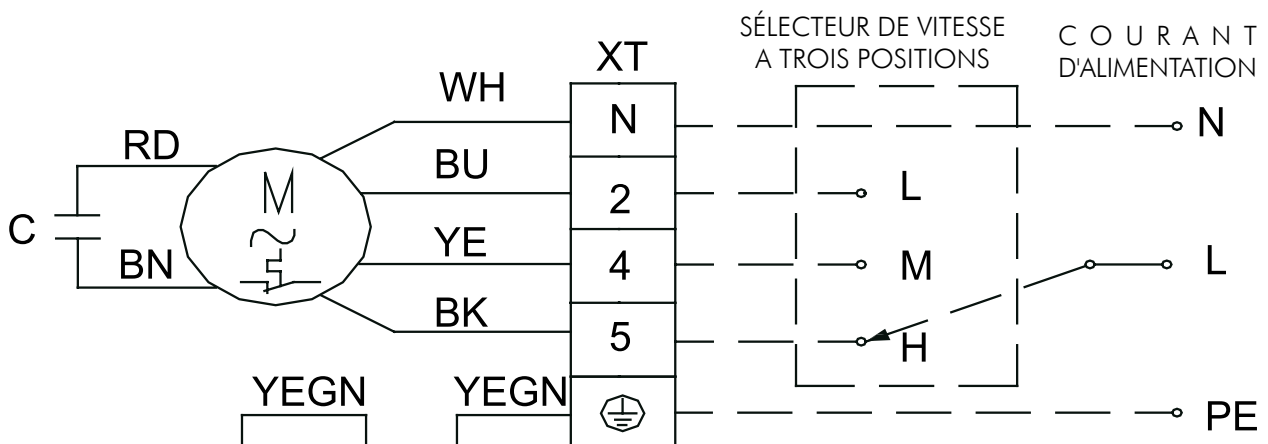 SÉLECTEUR DE VITESSE
A TROIS POSITIONS
COURANT
D'ALIMENTATION
XT
WH
N
N
RD
BU
2
L
M
C
YE
4
M
L
BN
BK
5
H
YEGN
YEGN
PE